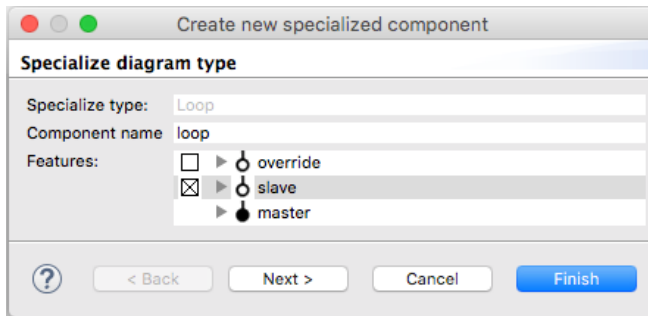 Create new specialized component
Specialize diagram type
Specialize type: Loop
Component name loop
Features: override
slave
master
? < Back Next > Cancel Finish